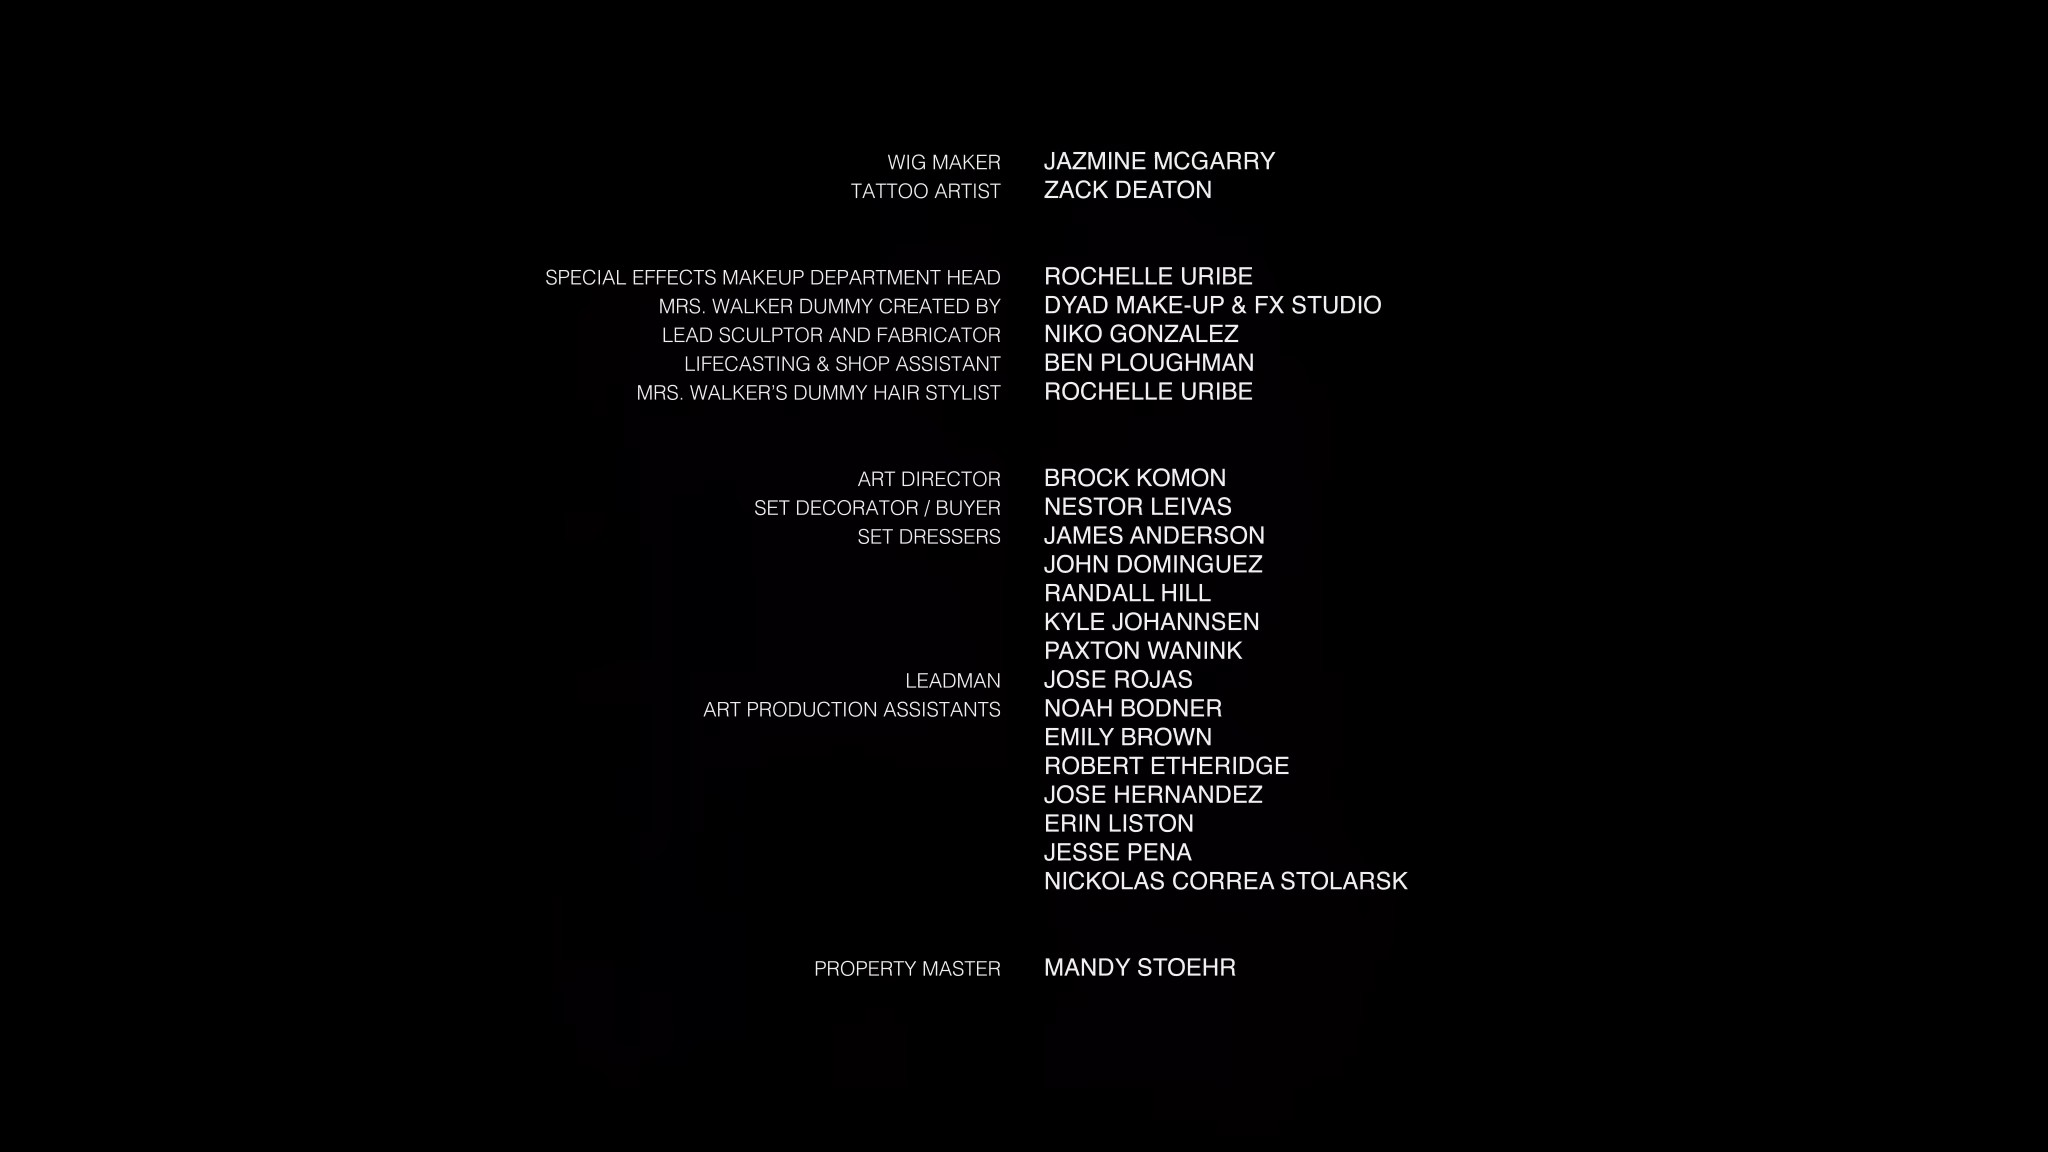 WIG MAKER JAZMINE MCGARRY
TATTOO ARTIST ZACK DEATON
SPECIAL EFFECTS MAKEUP DEPARTMENT HEAD ROCHELLE URIBE
MRS. WALKER DUMMY CREATED BY DYAD MAKE-UP & FX STUDIO
LEAD SCULPTOR AND FABRICATOR NIKO GONZALEZ
LIFECASTING & SHOP ASSISTANT BEN PLOUGHMAN
MRS. WALKER’S DUMMY HAIR STYLIST ROCHELLE URIBE
ART DIRECTOR BROCK KOMON
SET DECORATOR / BUYER NESTOR LEIVAS
SET DRESSERS JAMES ANDERSON
JOHN DOMINGUEZ
RANDALL HILL
KYLE JOHANNSEN
PAXTON WANINK
LEADMAN JOSE ROJAS
ART PRODUCTION ASSISTANTS NOAH BODNER
EMILY BROWN
ROBERT ETHERIDGE
JOSE HERNANDEZ
ERIN LISTON
JESSE PENA
NICKOLAS CORREA STOLARSK
PROPERTY MASTER MANDY STOEHR